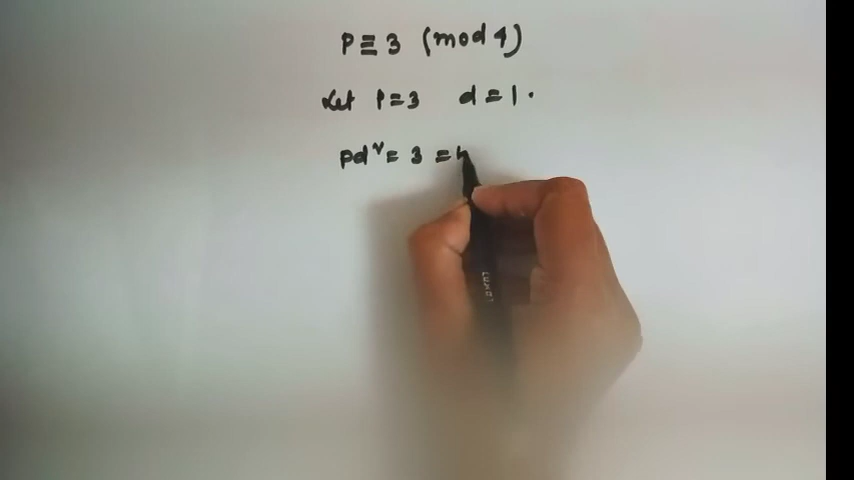 P ≡ 3 (mod 4)
Let P = 3 d = 1.
pd² = 3 =